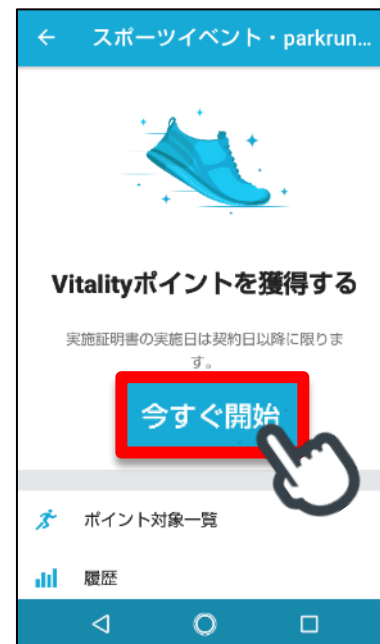 スポーツイベント・parkrun...
Vitalityポイントを獲得する
実施証明書の実施日は契約日以降に限りま
す。
今すぐ開始
ポイント対象一覧
履歴